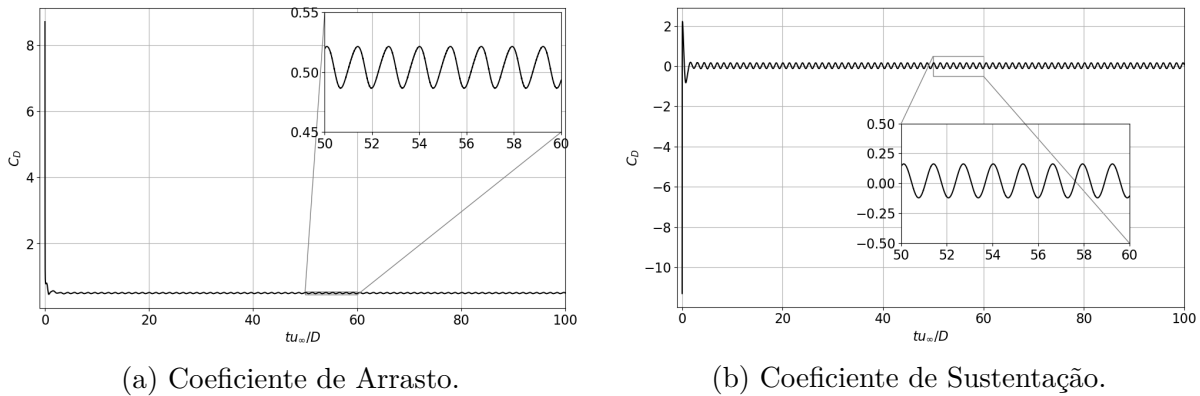 0.55
0.50
0.45
50 52 54 56 58 60
8
6
4
2
C_D
0 20 40 60 80 100
tu∞/D
(a) Coeficiente de Arrasto.
2
0
−2
−4
−6
−8
−10
C_D
0.50
0.25
0.00
−0.25
−0.50
50 52 54 56 58 60
0 20 40 60 80 100
tu∞/D
(b) Coeficiente de Sustentação.